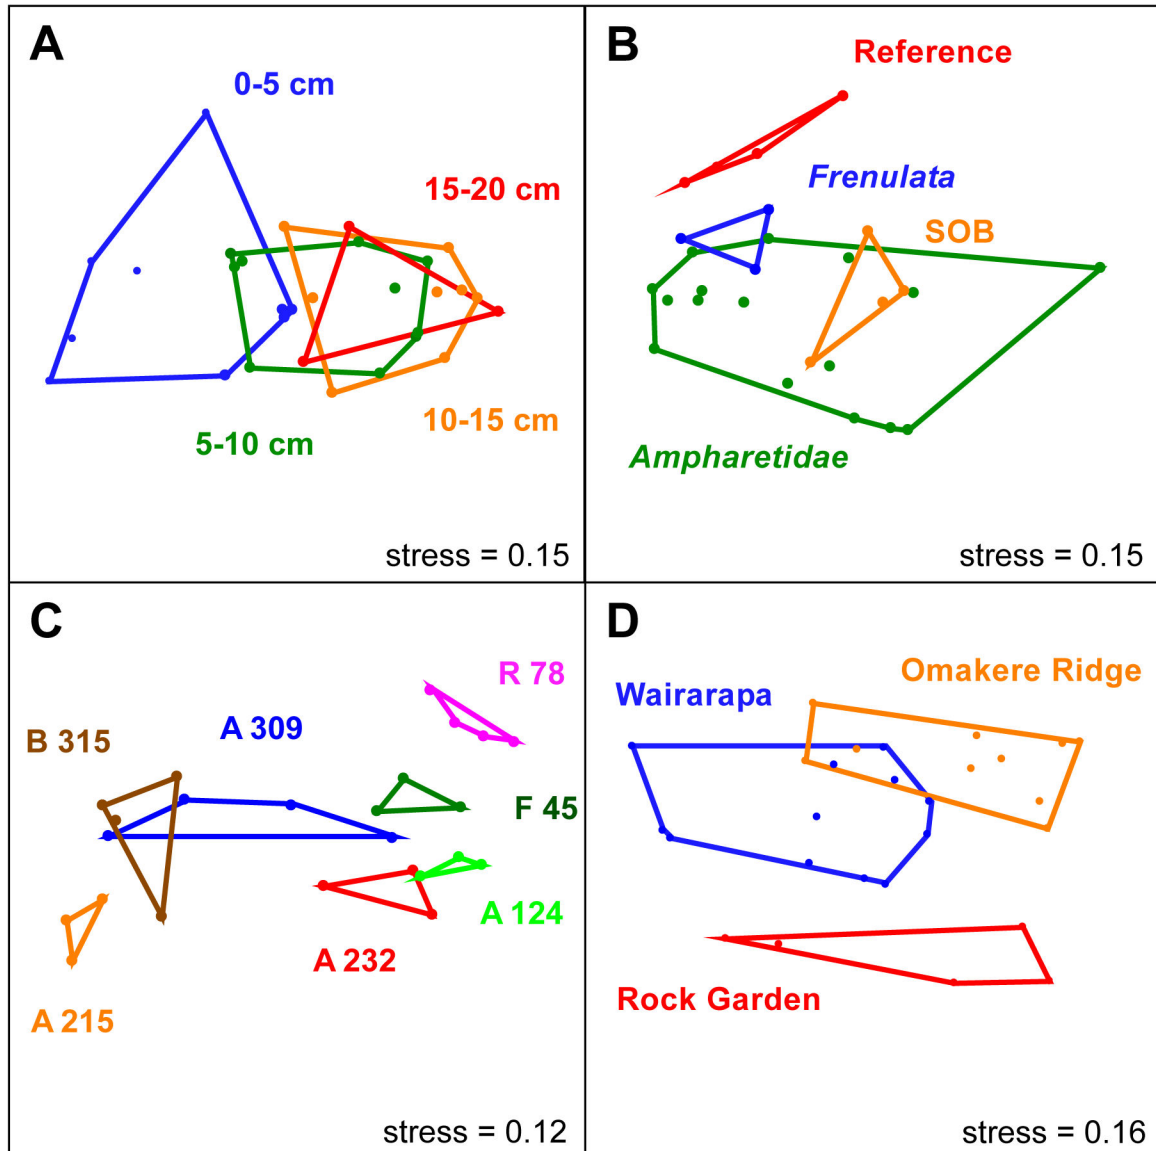 A
0-5 cm
15-20 cm
5-10 cm
10-15 cm
stress = 0.15
B
Reference
Frenulata
SOB
Ampharetidae
stress = 0.15
C
R 78
A 309
B 315
F 45
A 124
A 232
A 215
stress = 0.12
D
Omakere Ridge
Wairarapa
Rock Garden
stress = 0.16